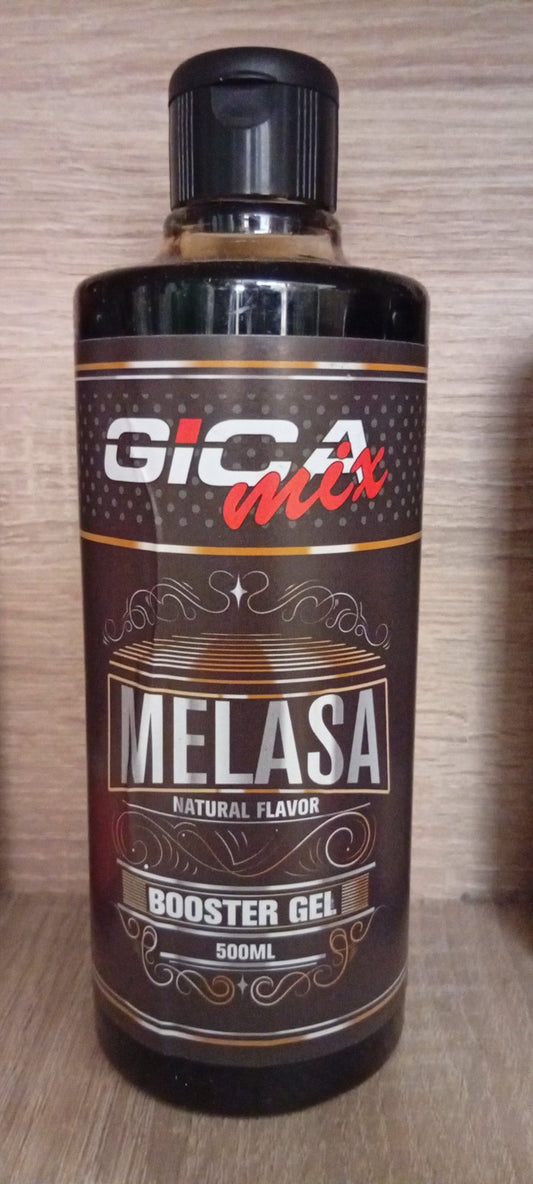 GiCA
mix
MELASA
NATURAL FLAVOR
BOOSTER GEL
500ML